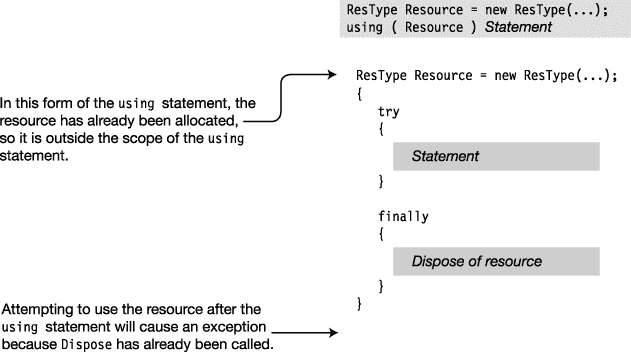 ResType Resource = new ResType(...);
using ( Resource ) Statement
In this form of the using statement, the
resource has already been allocated,
so it is outside the scope of the using
statement.
ResType Resource = new ResType(...);
{
try
{
Statement
}
finally
{
Dispose of resource
}
}
Attempting to use the resource after the
using statement will cause an exception
because Dispose has already been called.